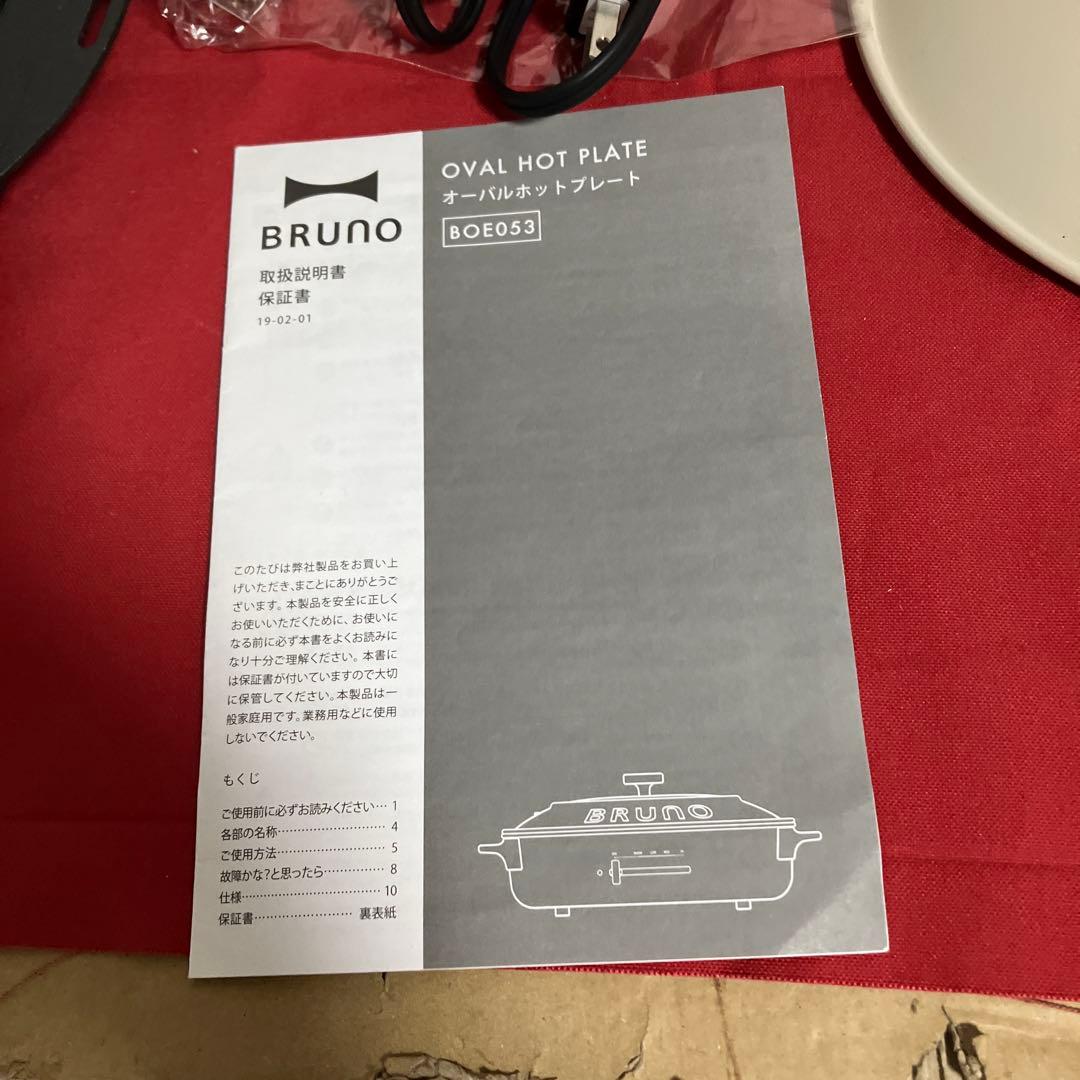 BRUNO
取扱説明書
保証書
19-02-01
OVAL HOT PLATE
オーバルホットプレート
BOE053
このたびは弊社製品をお買い上
げいただき、まことにありがとうご
ざいます。本製品を安全に正しく
お使いいただくために、お使いに
なる前に必ず本書をよくお読みに
なり十分ご理解ください。本書に
は保証書が付いていますので大切
に保管してください。本製品は一
般家庭用です。業務用などに使用
しないでください。
もくじ
ご使用前に必ずお読みください… 1
各部の名称……………………… 4
ご使用方法……………………… 5
故障かな?と思ったら…………… 8
仕様……………………………… 10
保証書…………………… 裏表紙
BRUNO